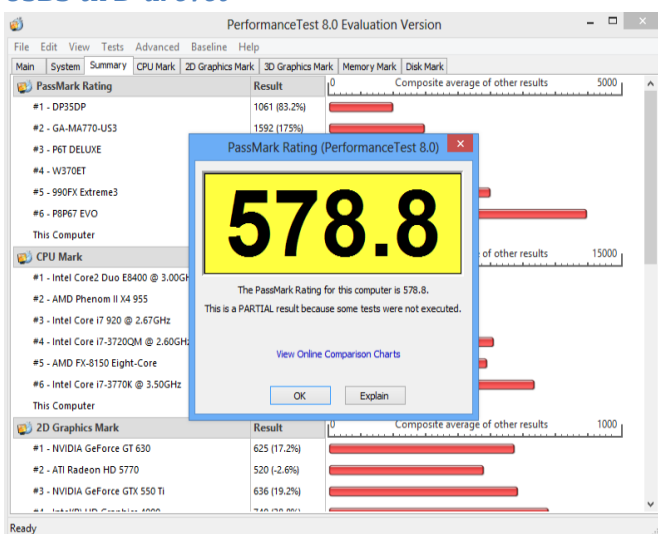 PerformanceTest 8.0 Evaluation Version
File Edit View Tests Advanced Baseline Help
Main System Summary CPU Mark 2D Graphics Mark 3D Graphics Mark Memory Mark Disk Mark
PassMark Rating Result 0 Composite average of other results 5000
#1 - DP35DP 1061 (83.2%)
#2 - GA-MA770-US3 1592 (175%)
#3 - P6T DELUXE
#4 - W370ET
#5 - 990FX Extreme3
#6 - P8P67 EVO
This Computer
PassMark Rating (PerformanceTest 8.0)
578.8
The PassMark Rating for this computer is 578.8.
This is a PARTIAL result because some tests were not executed.
View Online Comparison Charts
OK Explain
CPU Mark of other results 15000
#1 - Intel Core2 Duo E8400 @ 3.00GH
#2 - AMD Phenom II X4 955
#3 - Intel Core i7 920 @ 2.67GHz
#4 - Intel Core i7-3720QM @ 2.60GHz
#5 - AMD FX-8150 Eight-Core
#6 - Intel Core i7-3770K @ 3.50GHz
This Computer
2D Graphics Mark Result 0 Composite average of other results 1000
#1 - NVIDIA GeForce GT 630 625 (17.2%)
#2 - ATI Radeon HD 5770 520 (-2.6%)
#3 - NVIDIA GeForce GTX 550 Ti 636 (19.2%)
Ready